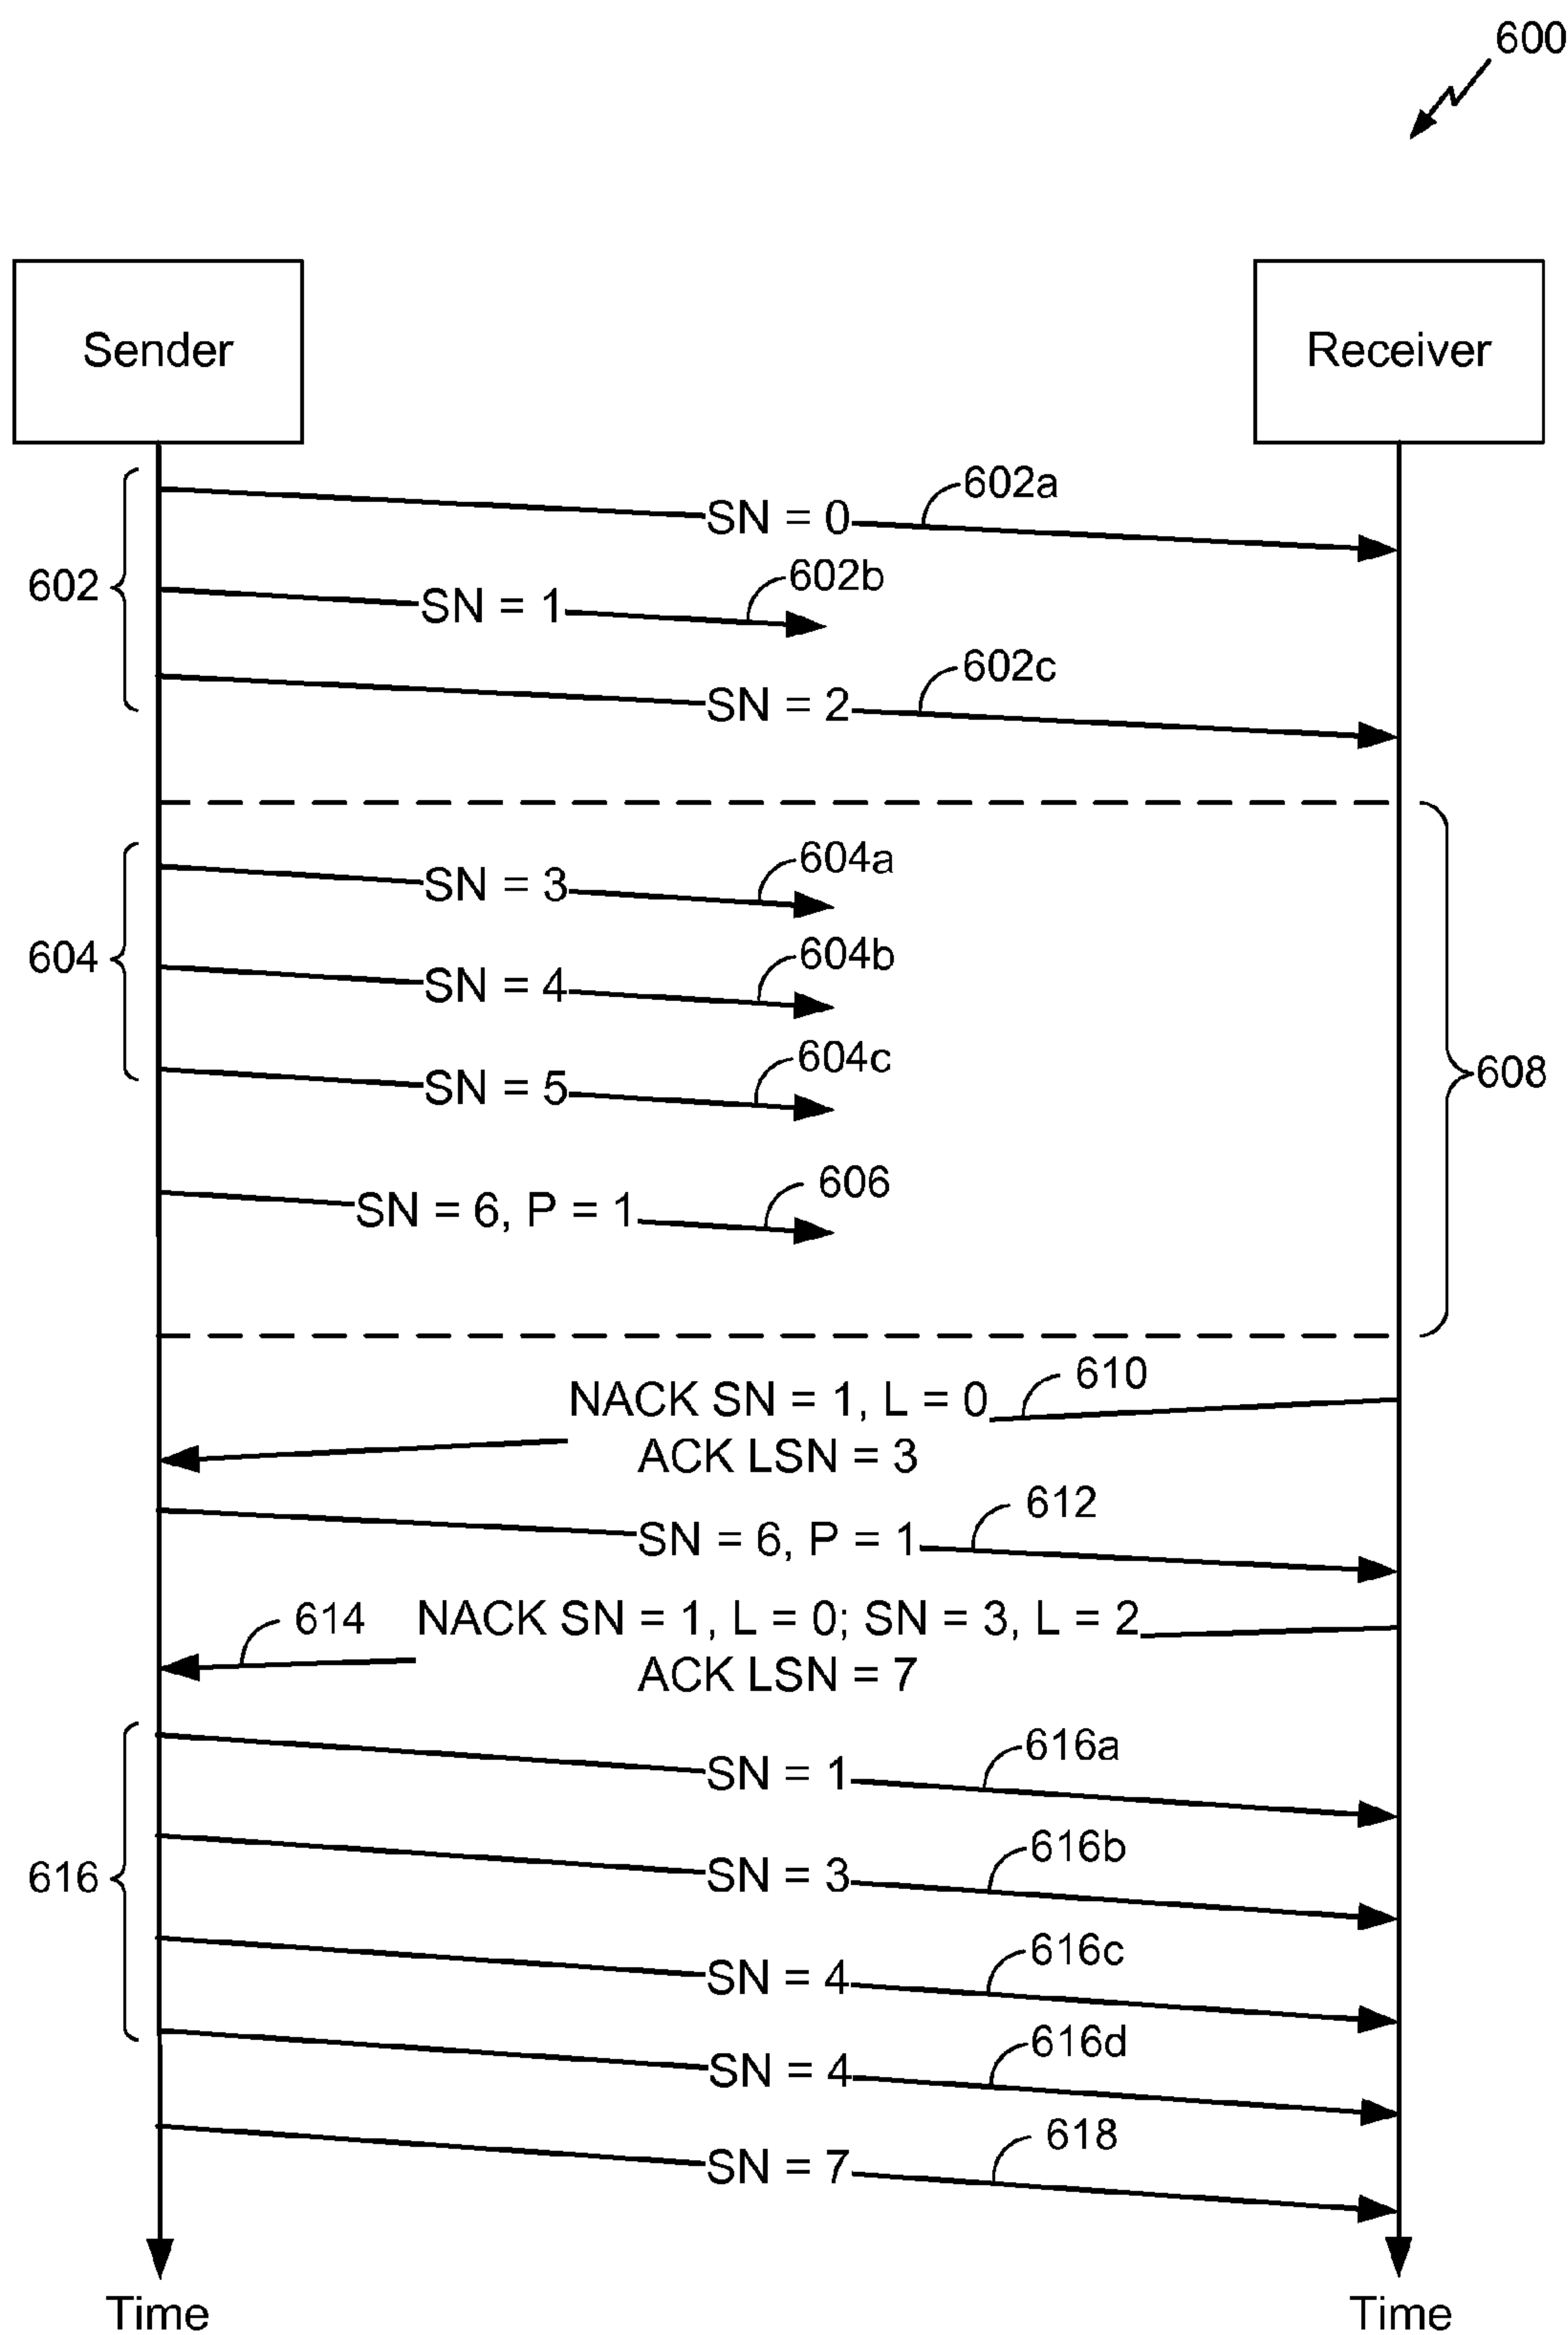 600
Sender
Receiver
602a
SN = 0
602
602b
SN = 1
602c
SN = 2
604a
SN = 3
604
604b
SN = 4
604c
SN = 5
608
606
SN = 6, P = 1
610
NACK SN = 1, L = 0
ACK LSN = 3
612
SN = 6, P = 1
614
NACK SN = 1, L = 0; SN = 3, L = 2
ACK LSN = 7
616a
SN = 1
616b
SN = 3
616
616c
SN = 4
616d
SN = 4
618
SN = 7
Time
Time